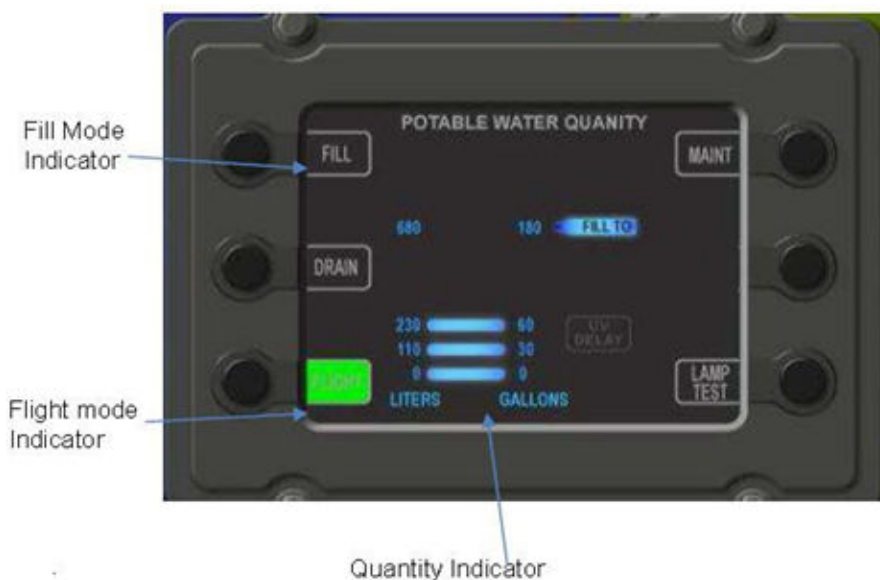 POTABLE WATER QUANITY
Fill Mode
Indicator
FILL
MAINT
680 180 FILL TO
DRAIN
230 60
110 30
0 0
UV
DELAY
FLIGHT
LAMP
TEST
LITERS GALLONS
Flight mode
Indicator
Quantity Indicator